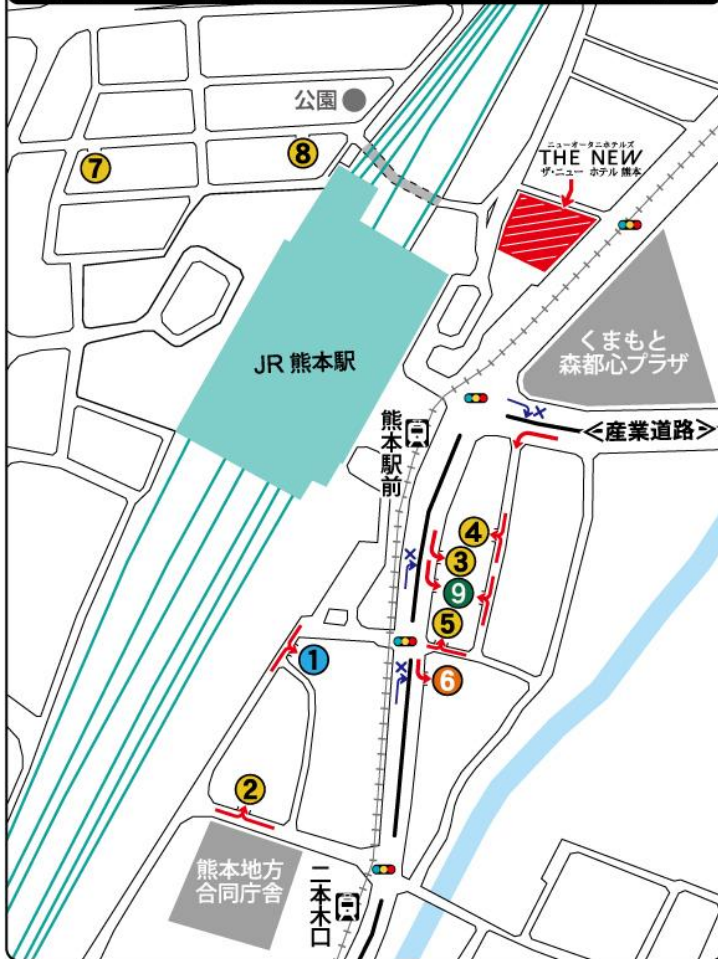 公園
7
8
ニューオータニホテルズ
THE NEW
ザ・ニュー ホテル 熊本
くまもと
森都心プラザ
JR 熊本駅
熊本駅前
<産業道路>
4
3
9
5
1
6
2
熊本地方
合同庁舎
二本木口